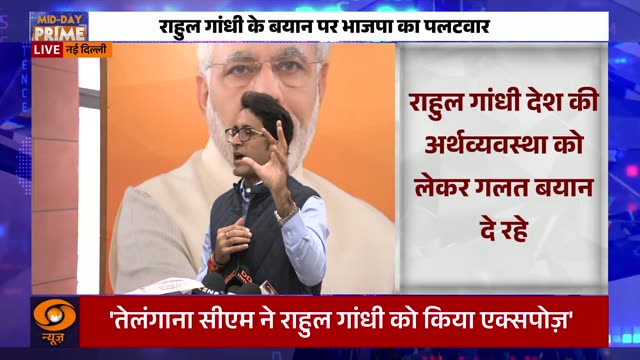 MID-DAY
PRIME
राहुल गांधी के बयान पर भाजपा का पलटवार
LIVE नई दिल्ली
राहुल गांधी देश की
अर्थव्यवस्था को
लेकर गलत बयान
दे रहे
न्यूज़
'तेलंगाना सीएम ने राहुल गांधी को किया एक्सपोज़'